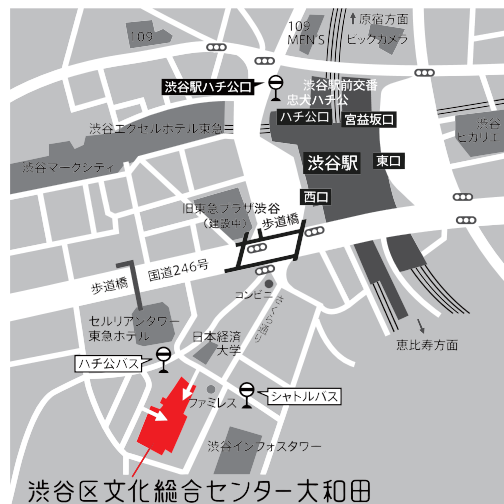 109
109
MEN'S
↑原宿方面
ビックカメラ
渋谷駅ハチ公口
渋谷駅前交番
忠犬ハチ公
ハチ公口
宮益坂口
渋谷エクセルホテル東急
渋谷
ヒカリエ
渋谷マークシティ
渋谷駅
東口
西口
旧東急プラザ渋谷
(建設中)
歩道橋
国道246号
歩道橋
コンビニ
さくら通り
セルリアンタワー
東急ホテル
日本経済
大学
恵比寿方面
ハチ公バス
ファミレス
シャトルバス
渋谷インフォスタワー
渋谷区文化総合センター大和田